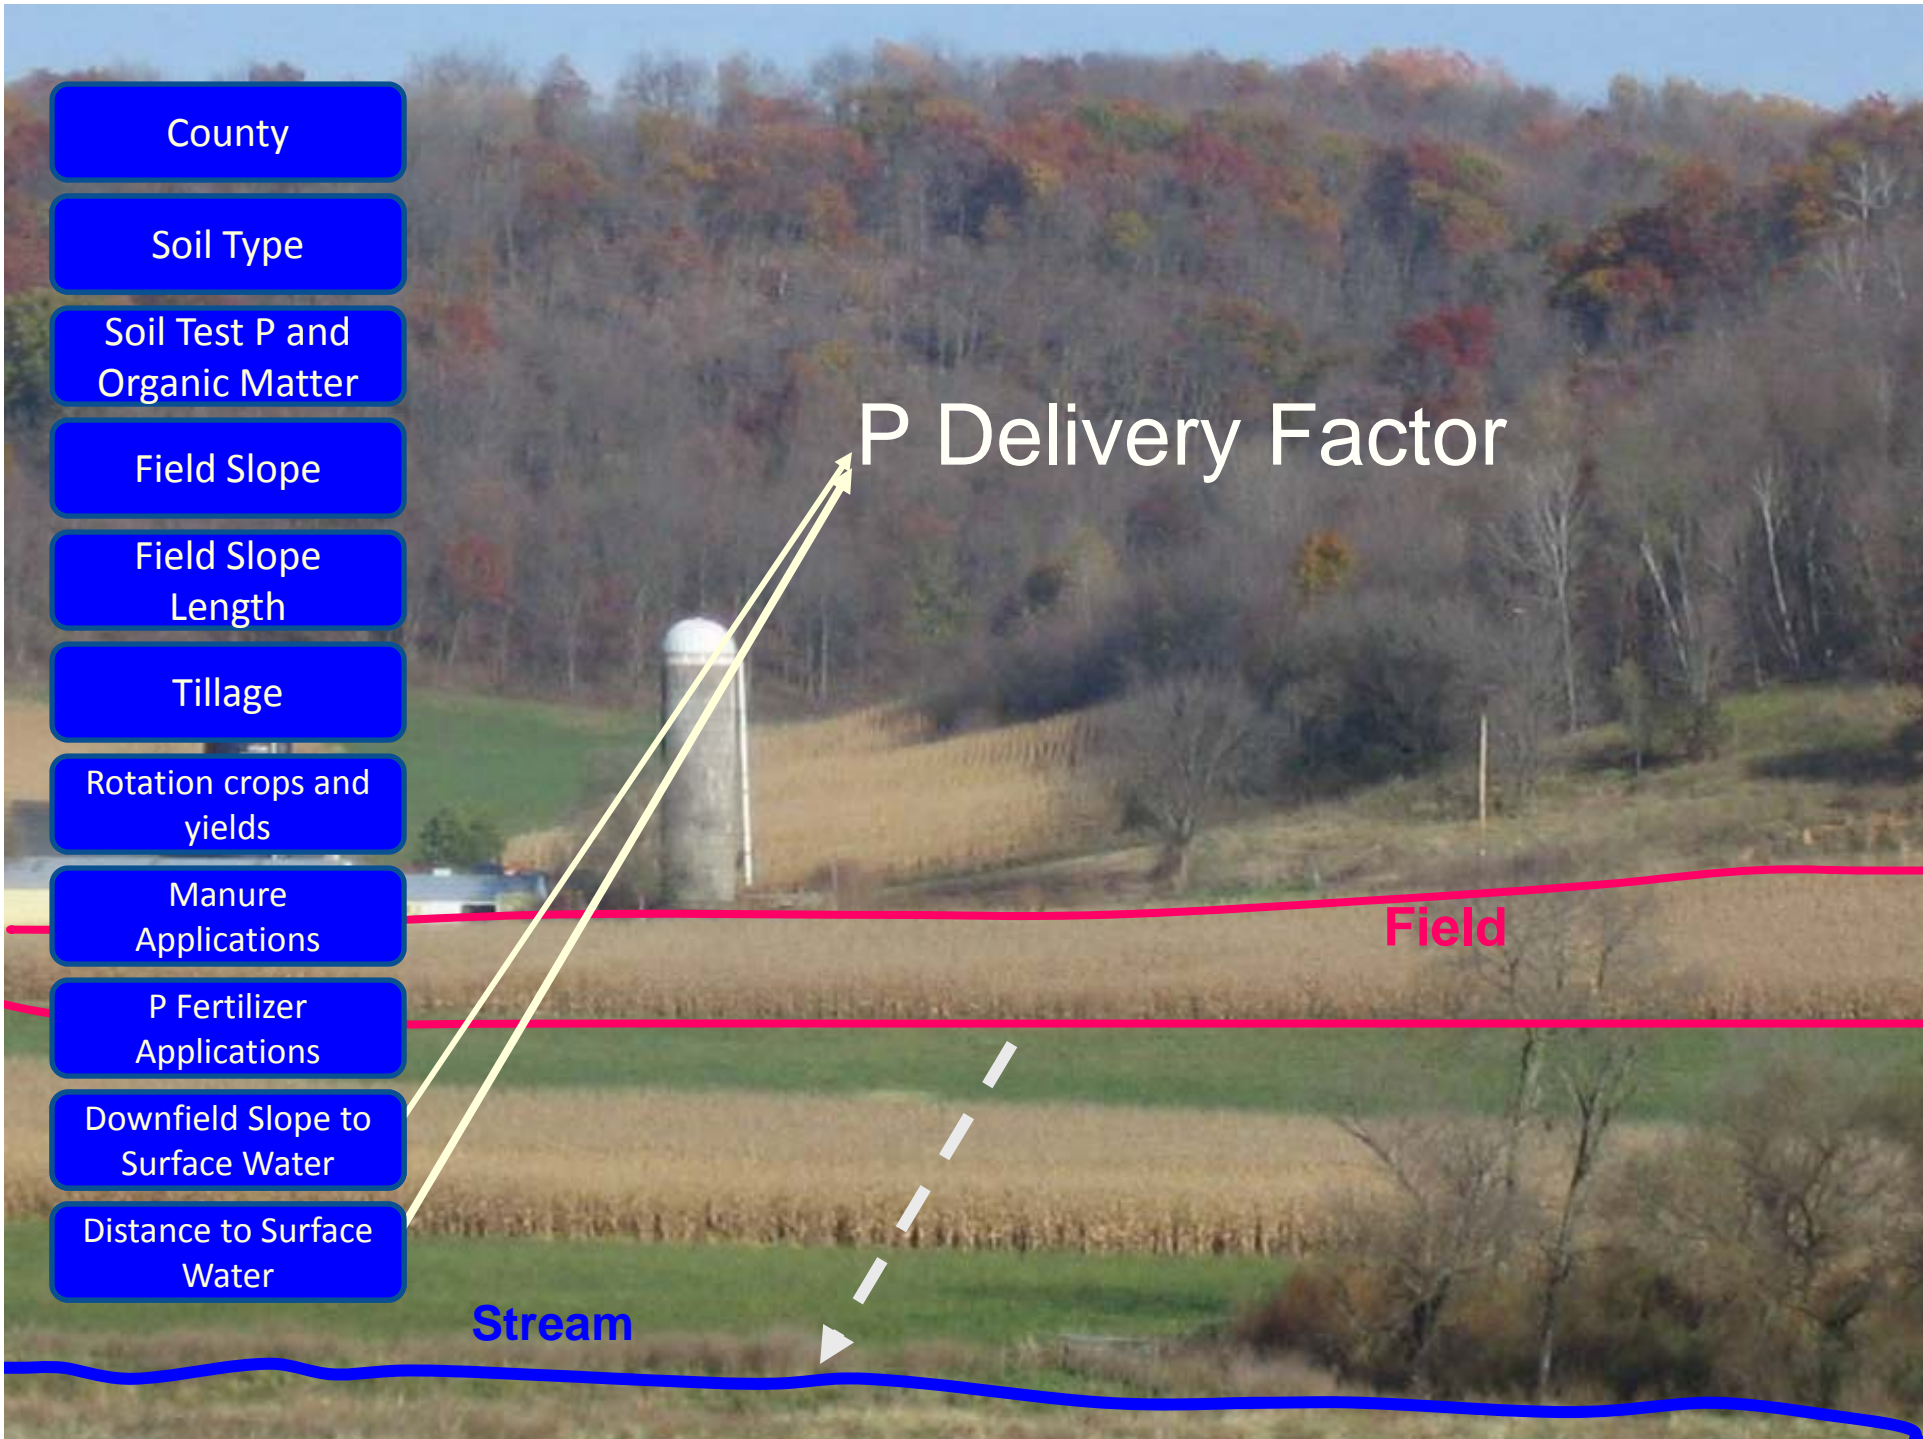 County
Soil Type
Soil Test P and
Organic Matter
P Delivery Factor
Field Slope
Field Slope
Length
Tillage
Rotation crops and
yields
Manure
Applications
Field
P Fertilizer
Applications
Downfield Slope to
Surface Water
Distance to Surface
Water
Stream